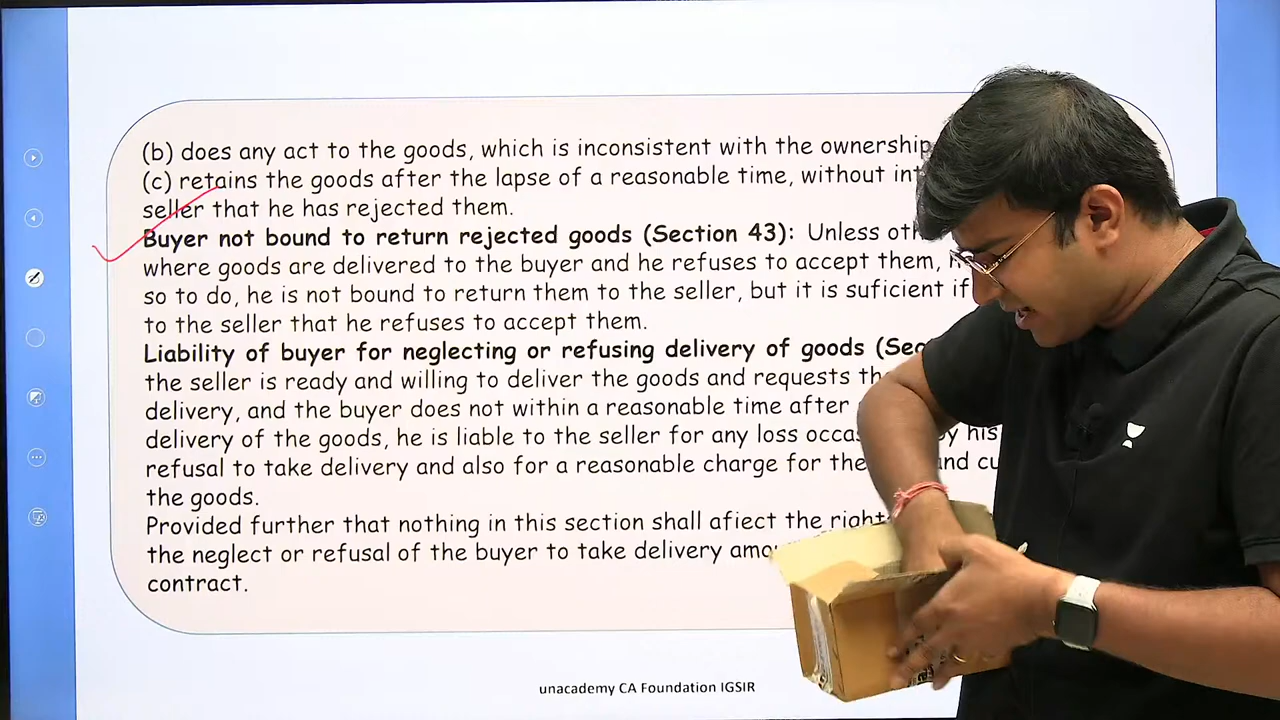 (b) does any act to the goods, which is inconsistent with the ownership
(c) retains the goods after the lapse of a reasonable time, without
seller that he has rejected them.
Buyer not bound to return rejected goods (Section 43): Unless
where goods are delivered to the buyer and he refuses to accept them,
so to do, he is not bound to return them to the seller, but it is suficient if
to the seller that he refuses to accept them.
Liability of buyer for neglecting or refusing delivery of goods
the seller is ready and willing to deliver the goods and requests
delivery, and the buyer does not within a reasonable time after
delivery of the goods, he is liable to the seller for any loss by his
refusal to take delivery and also for a reasonable charge for the and
the goods.
Provided further that nothing in this section shall afiect the
the neglect or refusal of the buyer to take delivery
contract.
unacademy CA Foundation IGSIR